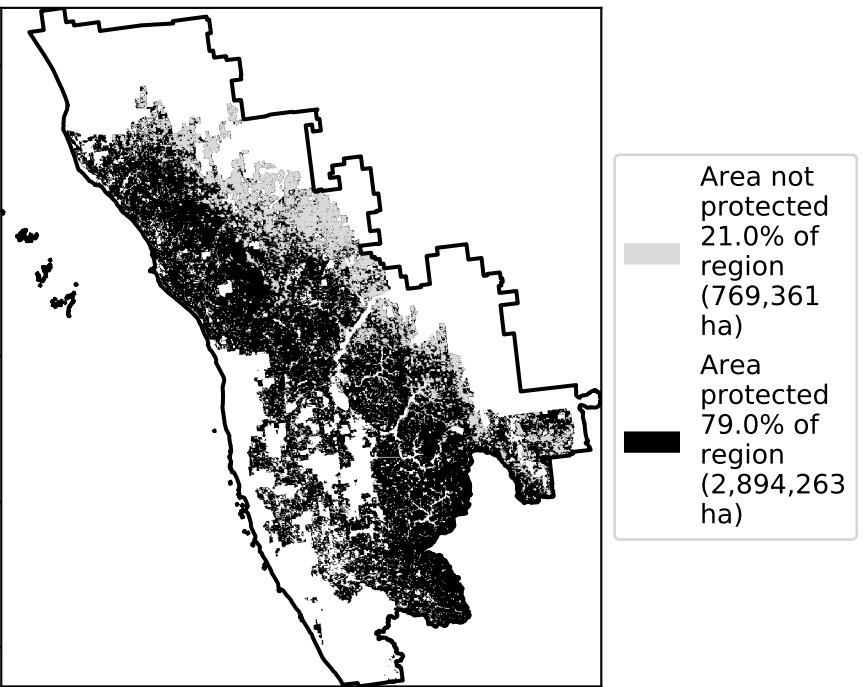 Area not
protected
21.0% of
region
(769,361
ha)
Area
protected
79.0% of
region
(2,894,263
ha)